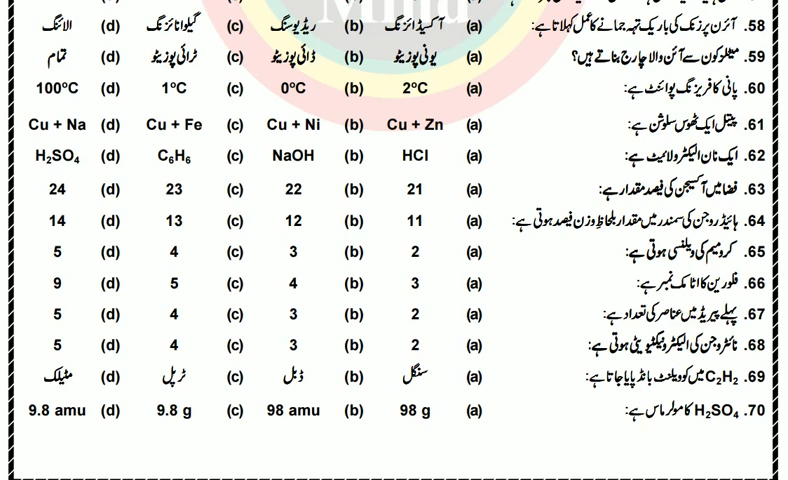 58. آئرن پر زنک کی باریک تہہ جمانے کا عمل کہلاتا ہے: (a) آکسیڈائزنگ (b) ریڈیوسنگ (c) گیلوانائزنگ (d) الائنگ
59. میٹلز کون سے آئن والا چارج بناتے ہیں؟ (a) یونی پوزیٹو (b) ڈائی پوزیٹو (c) ٹرائی پوزیٹو (d) تمام
60. پانی کا فریزنگ پوائنٹ ہے: (a) 2°C (b) 0°C (c) 1°C (d) 100°C
61. پیتل ایک ٹھوس سلوشن ہے: (a) Cu + Zn (b) Cu + Ni (c) Cu + Fe (d) Cu + Na
62. ایک نان الیکٹرولائیٹ ہے: (a) HCl (b) NaOH (c) C₆H₆ (d) H₂SO₄
63. فضا میں آکسیجن کی فیصد مقدار ہے: (a) 21 (b) 22 (c) 23 (d) 24
64. ہائیڈروجن کی سمندر میں مقدار بلحاظِ وزن فیصد ہوتی ہے: (a) 11 (b) 12 (c) 13 (d) 14
65. کرومیم کی ویلنسی ہوتی ہے: (a) 2 (b) 3 (c) 4 (d) 5
66. فلورین کا اٹامک نمبر ہے: (a) 3 (b) 4 (c) 5 (d) 9
67. پہلے پیریڈ میں عناصر کی تعداد ہے: (a) 2 (b) 3 (c) 4 (d) 5
68. نائٹروجن کی الیکٹرونیگٹیویٹی ہوتی ہے: (a) 2 (b) 3 (c) 4 (d) 5
69. C₂H₂ میں کوویلنٹ بانڈ پایا جاتا ہے: (a) سنگل (b) ڈبل (c) ٹرپل (d) مٹیلک
70. H₂SO₄ کا مولر ماس ہے: (a) 98 g (b) 98 amu (c) 9.8 g (d) 9.8 amu